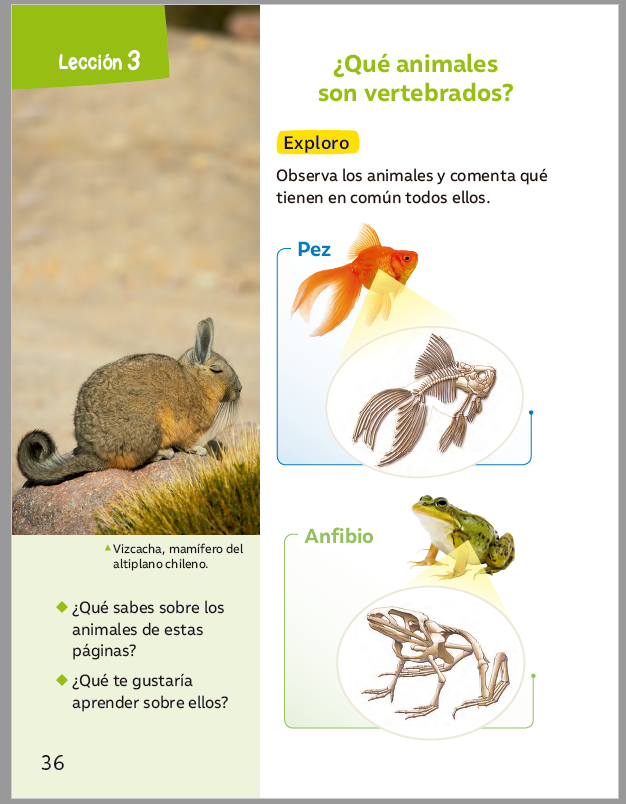 Lección 3
¿Qué animales
son vertebrados?
Exploro
Observa los animales y comenta qué
tienen en común todos ellos.
Pez
Anfibio
Vizcacha, mamífero del
altiplano chileno.
¿Qué sabes sobre los
animales de estas
páginas?
¿Qué te gustaría
aprender sobre ellos?
36